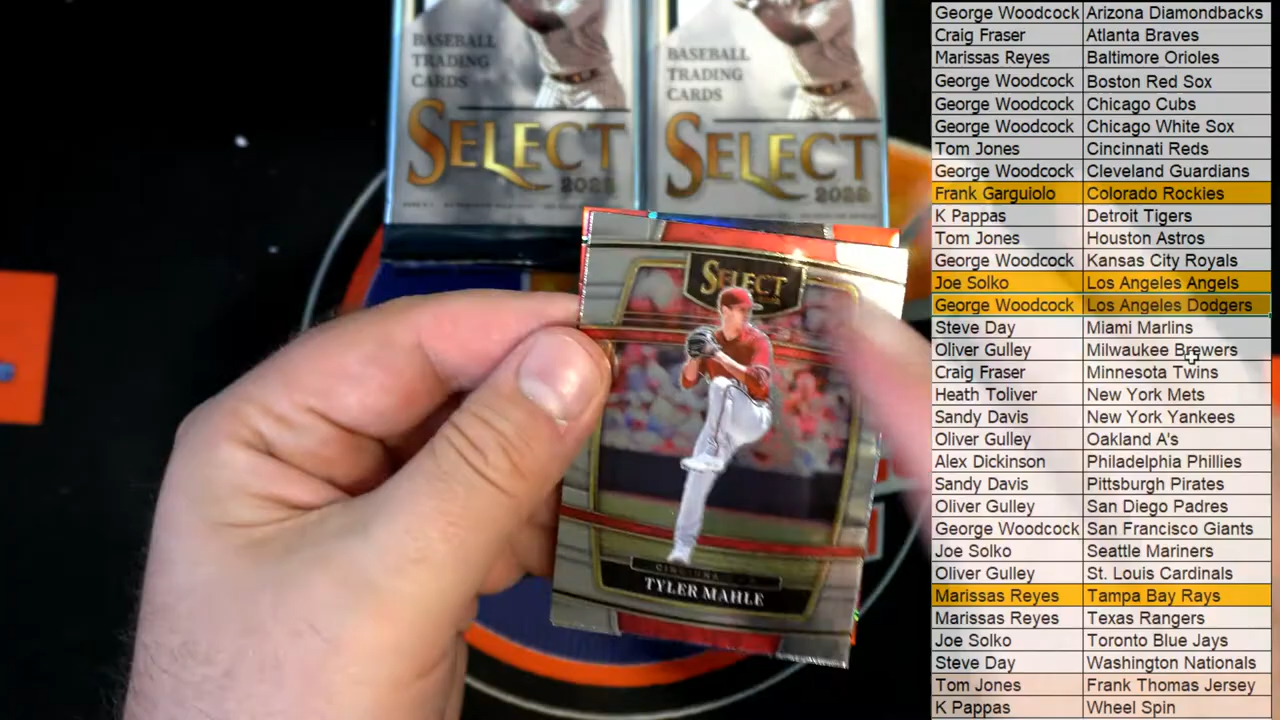 BASEBALL
TRADING
CARDS
SELECT
2022
BASEBALL
TRADING
CARDS
SELECT
2022
SELECT
TYLER MAHLE
George Woodcock Arizona Diamondbacks
Craig Fraser Atlanta Braves
Marissas Reyes Baltimore Orioles
George Woodcock Boston Red Sox
George Woodcock Chicago Cubs
George Woodcock Chicago White Sox
Tom Jones Cincinnati Reds
George Woodcock Cleveland Guardians
Frank Garguiolo Colorado Rockies
K Pappas Detroit Tigers
Tom Jones Houston Astros
George Woodcock Kansas City Royals
Joe Solko Los Angeles Angels
George Woodcock Los Angeles Dodgers
Steve Day Miami Marlins
Oliver Gulley Milwaukee Brewers
Craig Fraser Minnesota Twins
Heath Toliver New York Mets
Sandy Davis New York Yankees
Oliver Gulley Oakland A's
Alex Dickinson Philadelphia Phillies
Sandy Davis Pittsburgh Pirates
Oliver Gulley San Diego Padres
George Woodcock San Francisco Giants
Joe Solko Seattle Mariners
Oliver Gulley St. Louis Cardinals
Marissas Reyes Tampa Bay Rays
Marissas Reyes Texas Rangers
Joe Solko Toronto Blue Jays
Steve Day Washington Nationals
Tom Jones Frank Thomas Jersey
K Pappas Wheel Spin